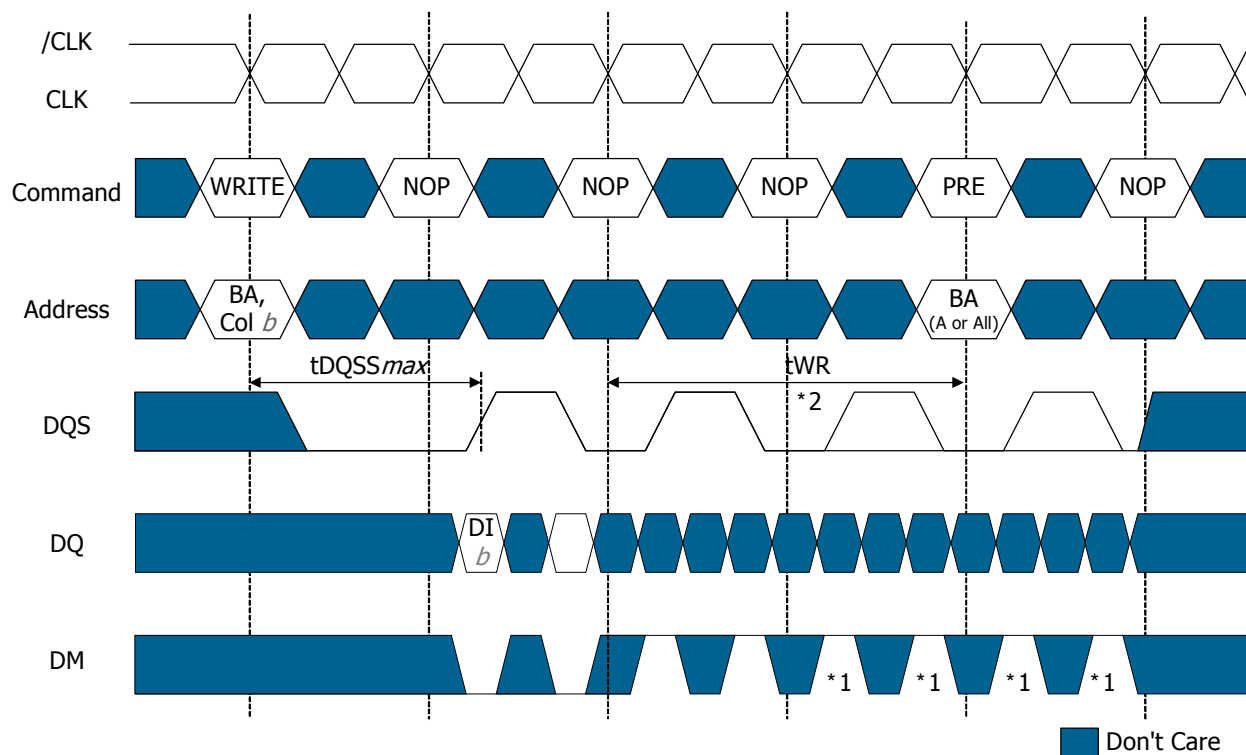 /CLK
CLK
Command
WRITE
NOP
NOP
NOP
PRE
NOP
Address
BA,
Col b
BA
(A or All)
tDQSSmax
tWR
*2
DQS
DQ
DI
b
DM
*1
*1
*1
*1
Don't Care